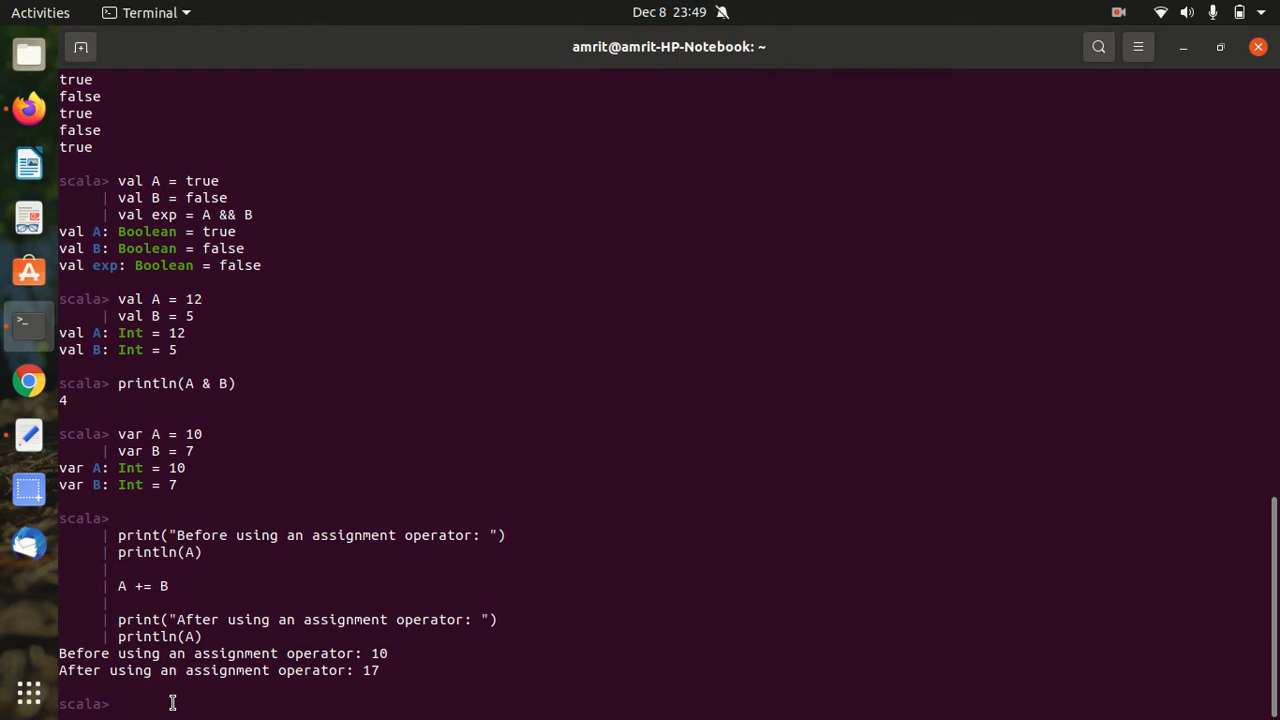 Activities Terminal Dec 8 23:49
amrit@amrit-HP-Notebook: ~
true
false
true
false
true
scala> val A = true
| val B = false
| val exp = A && B
val A: Boolean = true
val B: Boolean = false
val exp: Boolean = false
scala> val A = 12
| val B = 5
val A: Int = 12
val B: Int = 5
scala> println(A & B)
4
scala> var A = 10
| var B = 7
var A: Int = 10
var B: Int = 7
scala>
| print("Before using an assignment operator: ")
| println(A)
|
| A += B
|
| print("After using an assignment operator: ")
| println(A)
Before using an assignment operator: 10
After using an assignment operator: 17
scala>